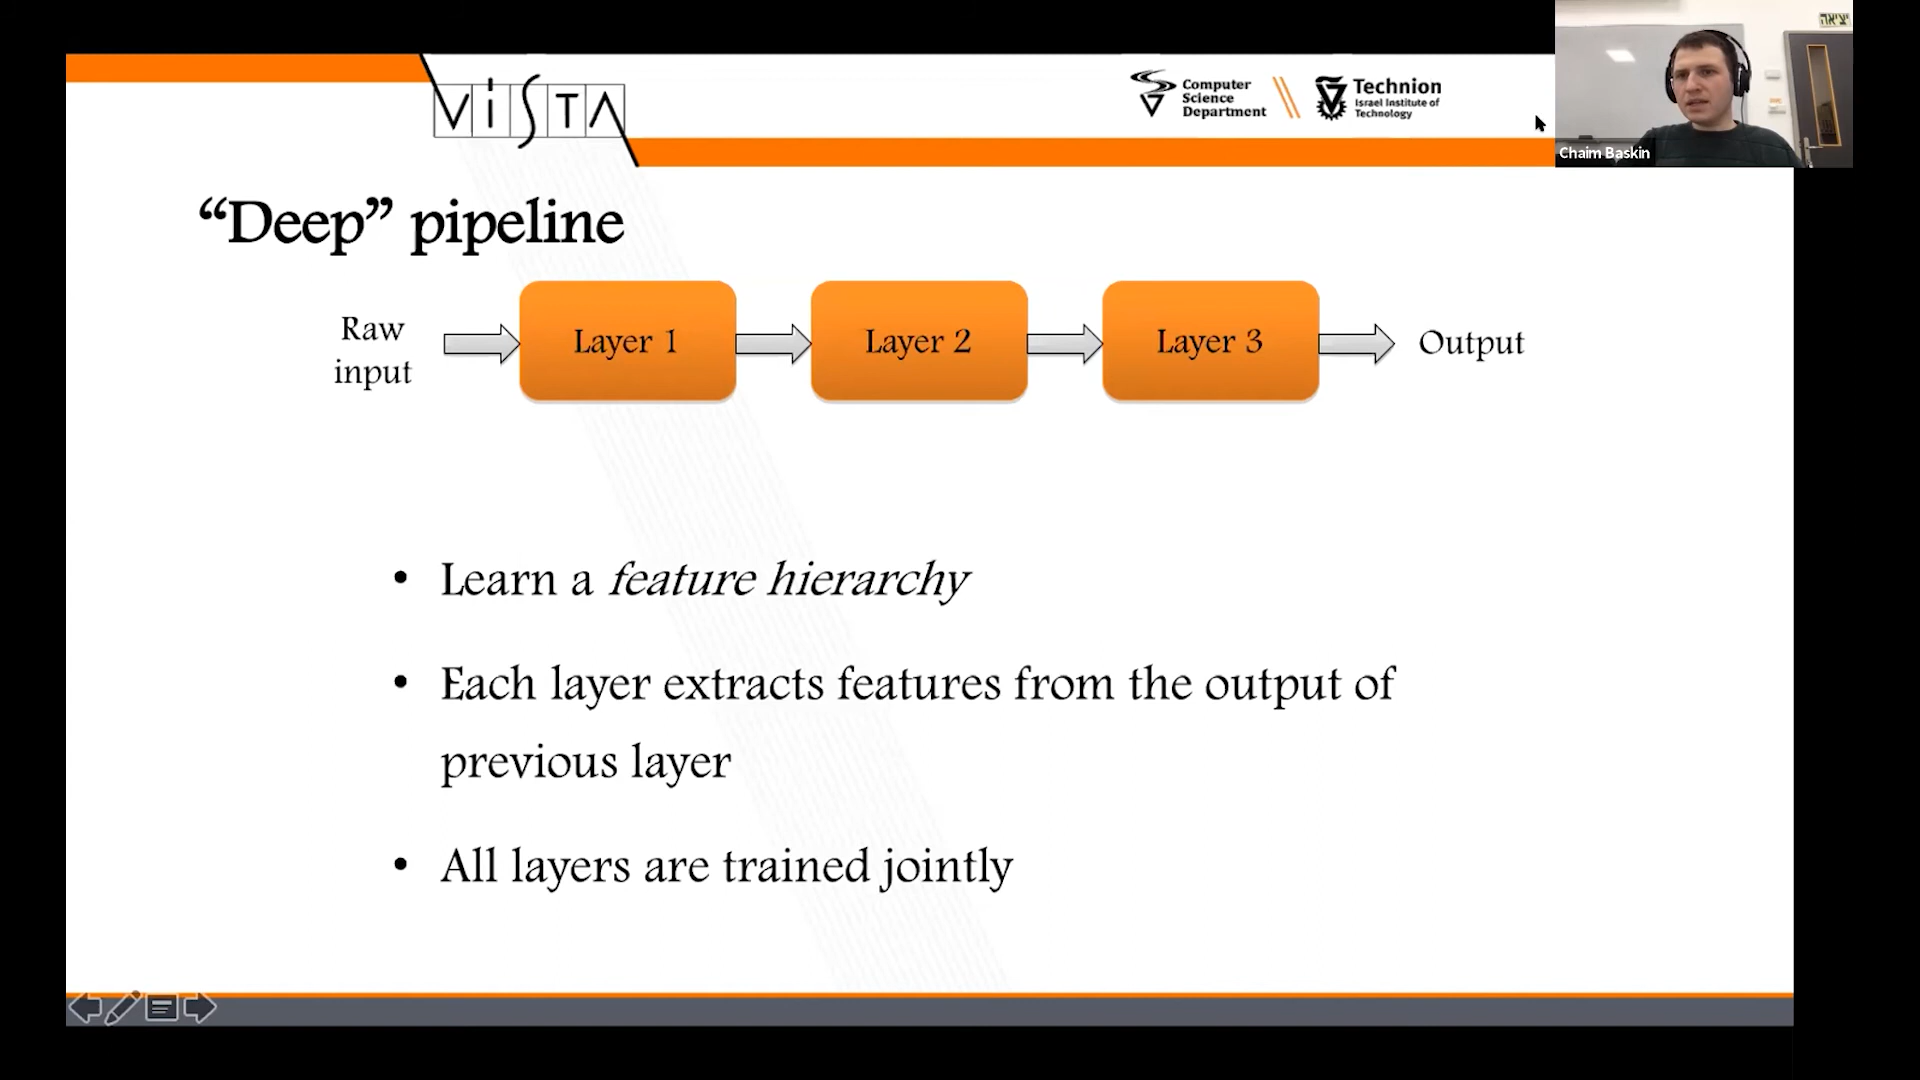 יציאה
VISTA
Computer
Science
Department
Technion
Israel Institute of
Technology
Chaim Baskin
“Deep” pipeline
Raw
input
Layer 1
Layer 2
Layer 3
Output
• Learn a feature hierarchy
• Each layer extracts features from the output of
previous layer
• All layers are trained jointly